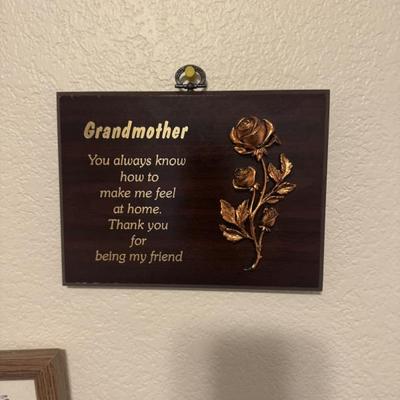 Grandmother
You always know
how to
make me feel
at home.
Thank you
for
being my friend